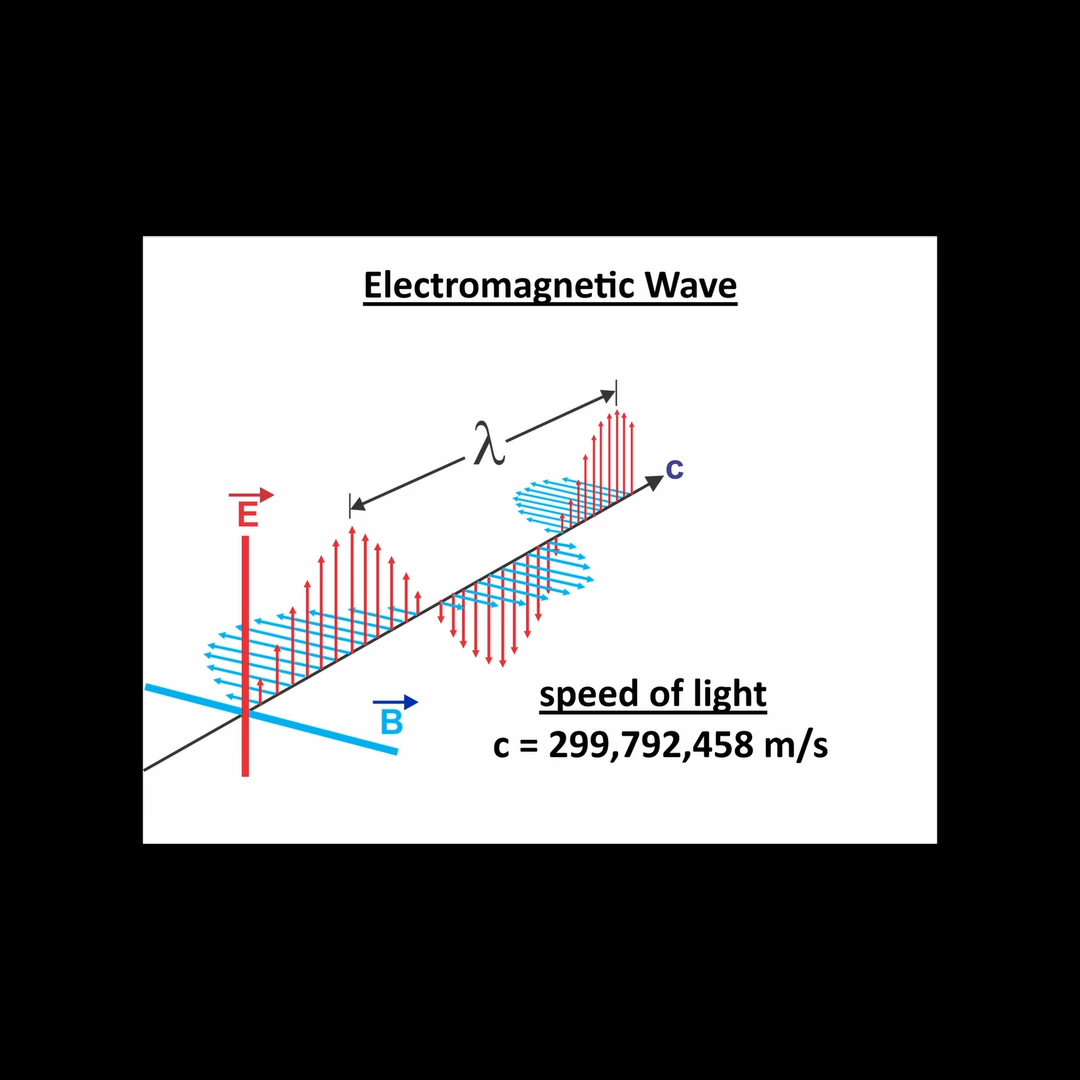 Electromagnetic Wave
λ
c
E
B
speed of light
c = 299,792,458 m/s